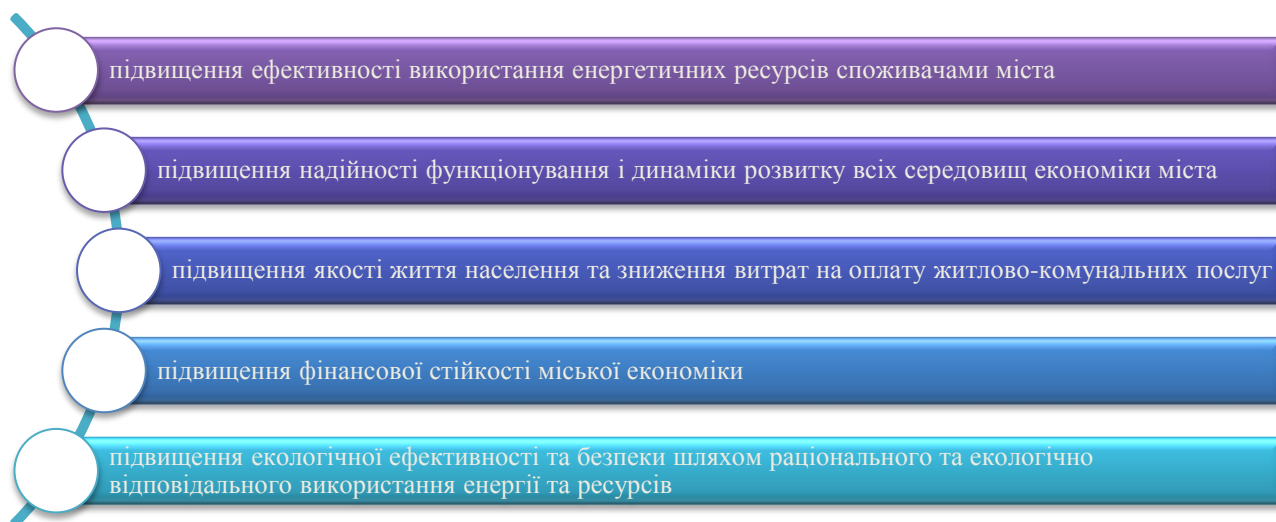 підвищення ефективності використання енергетичних ресурсів споживачами міста
підвищення надійності функціонування і динаміки розвитку всіх середовищ економіки міста
підвищення якості життя населення та зниження витрат на оплату житлово-комунальних послуг
підвищення фінансової стійкості міської економіки
підвищення екологічної ефективності та безпеки шляхом раціонального та екологічно
відповідального використання енергії та ресурсів